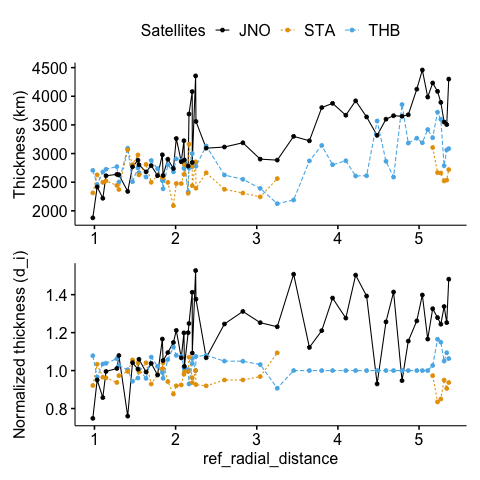 Satellites JNO STA THB
Thickness (km)
4500
4000
3500
3000
2500
2000
1 2 3 4 5
Normalized thickness (d_i)
1.4
1.2
1.0
0.8
1 2 3 4 5
ref_radial_distance